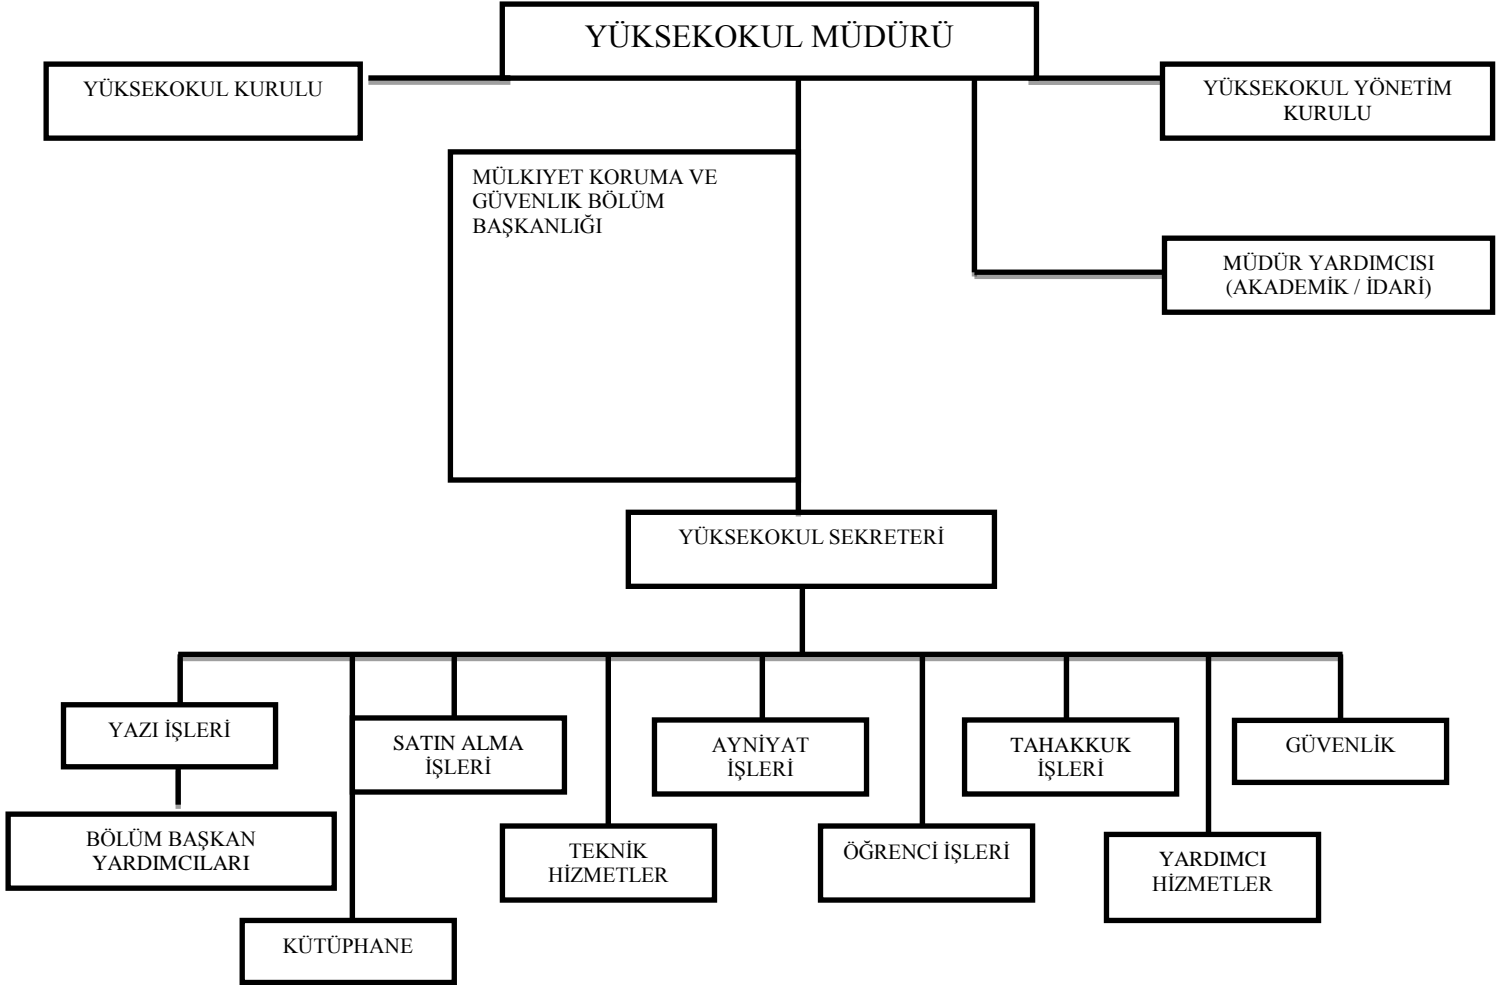 YÜKSEKOKUL MÜDÜRÜ
YÜKSEKOKUL KURULU
YÜKSEKOKUL YÖNETİM
KURULU
MÜLKIYET KORUMA VE
GÜVENLIK BÖLÜM
BAŞKANLIĞI
MÜDÜR YARDIMCISI
(AKADEMİK / İDARİ)
YÜKSEKOKUL SEKRETERİ
YAZI İŞLERİ
SATIN ALMA
İŞLERİ
AYNİYAT
İŞLERİ
TAHAKKUK
İŞLERİ
GÜVENLİK
BÖLÜM BAŞKAN
YARDIMCILARI
TEKNİK
HİZMETLER
ÖĞRENCİ İŞLERİ
YARDIMCI
HİZMETLER
KÜTÜPHANE